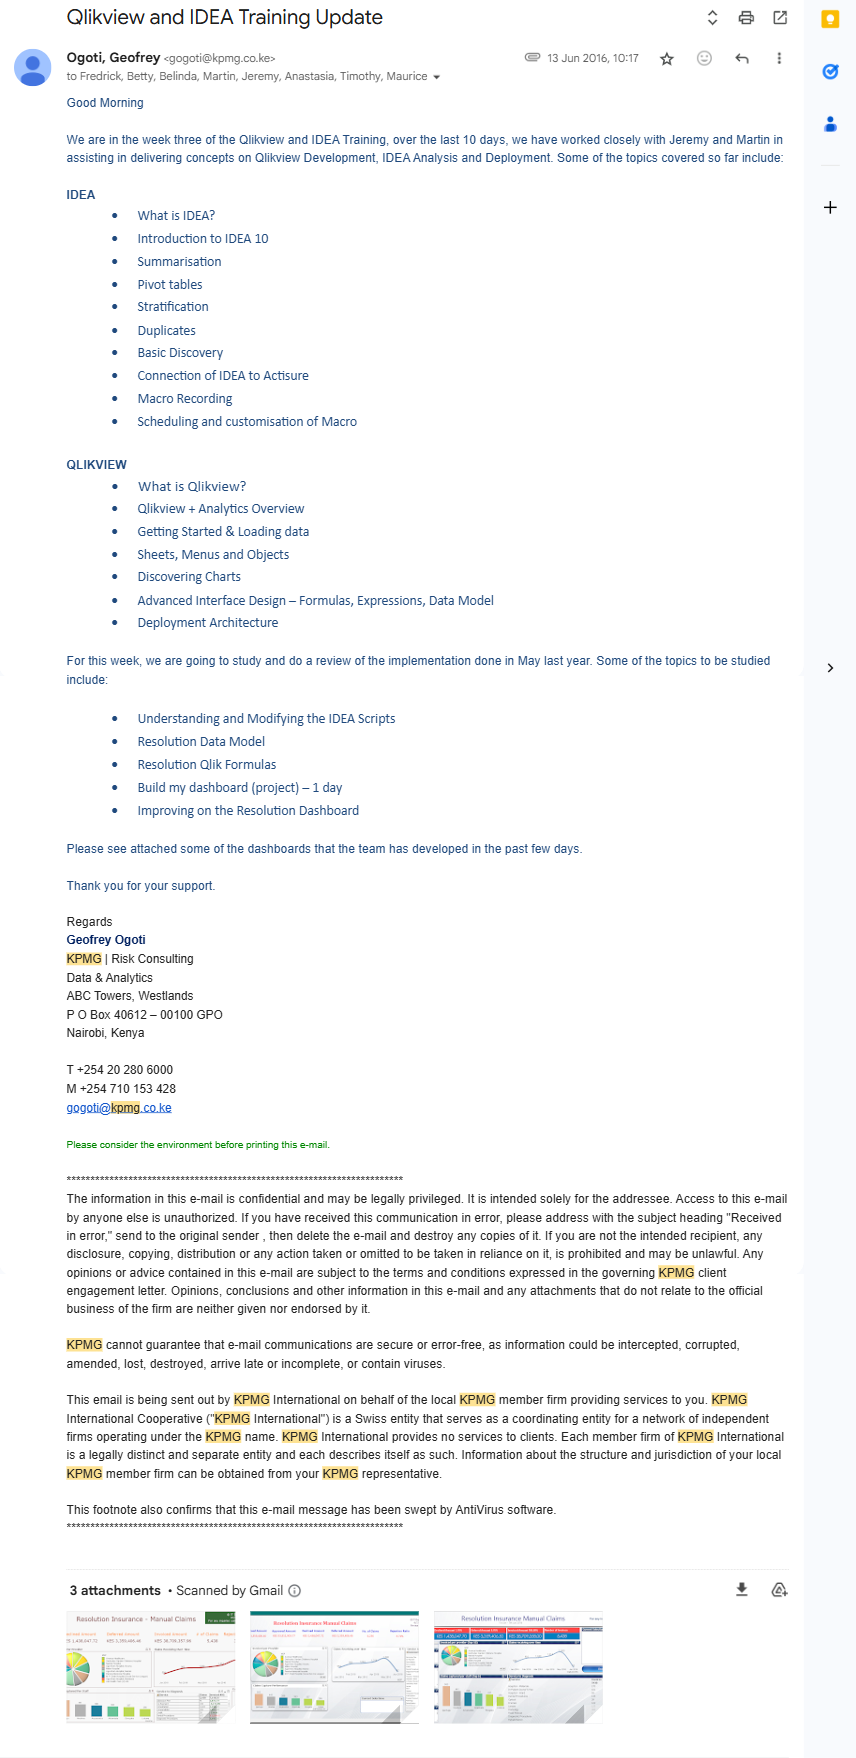 Qlikview and IDEA Training Update
Ogoti, Geofrey <gogoti@kpmg.co.ke>
13 Jun 2016, 10:17
to Fredrick, Betty, Belinda, Martin, Jeremy, Anastasia, Timothy, Maurice
Good Morning
We are in the week three of the Qlikview and IDEA Training, over the last 10 days, we have worked closely with Jeremy and Martin in
assisting in delivering concepts on Qlikview Development, IDEA Analysis and Deployment. Some of the topics covered so far include:
IDEA
• What is IDEA?
• Introduction to IDEA 10
• Summarisation
• Pivot tables
• Stratification
• Duplicates
• Basic Discovery
• Connection of IDEA to Actisure
• Macro Recording
• Scheduling and customisation of Macro
QLIKVIEW
• What is Qlikview?
• Qlikview + Analytics Overview
• Getting Started & Loading data
• Sheets, Menus and Objects
• Discovering Charts
• Advanced Interface Design – Formulas, Expressions, Data Model
• Deployment Architecture
For this week, we are going to study and do a review of the implementation done in May last year. Some of the topics to be studied
include:
• Understanding and Modifying the IDEA Scripts
• Resolution Data Model
• Resolution Qlik Formulas
• Build my dashboard (project) – 1 day
• Improving on the Resolution Dashboard
Please see attached some of the dashboards that the team has developed in the past few days.
Thank you for your support.
Regards
Geofrey Ogoti
KPMG | Risk Consulting
Data & Analytics
ABC Towers, Westlands
P O Box 40612 – 00100 GPO
Nairobi, Kenya
T +254 20 280 6000
M +254 710 153 428
gogoti@kpmg.co.ke
Please consider the environment before printing this e-mail.
************************************************************************
The information in this e-mail is confidential and may be legally privileged. It is intended solely for the addressee. Access to this e-mail
by anyone else is unauthorized. If you have received this communication in error, please address with the subject heading "Received
in error," send to the original sender , then delete the e-mail and destroy any copies of it. If you are not the intended recipient, any
disclosure, copying, distribution or any action taken or omitted to be taken in reliance on it, is prohibited and may be unlawful. Any
opinions or advice contained in this e-mail are subject to the terms and conditions expressed in the governing KPMG client
engagement letter. Opinions, conclusions and other information in this e-mail and any attachments that do not relate to the official
business of the firm are neither given nor endorsed by it.
KPMG cannot guarantee that e-mail communications are secure or error-free, as information could be intercepted, corrupted,
amended, lost, destroyed, arrive late or incomplete, or contain viruses.
This email is being sent out by KPMG International on behalf of the local KPMG member firm providing services to you. KPMG
International Cooperative ("KPMG International") is a Swiss entity that serves as a coordinating entity for a network of independent
firms operating under the KPMG name. KPMG International provides no services to clients. Each member firm of KPMG International
is a legally distinct and separate entity and each describes itself as such. Information about the structure and jurisdiction of your local
KPMG member firm can be obtained from your KPMG representative.
This footnote also confirms that this e-mail message has been swept by AntiVirus software.
************************************************************************
3 attachments • Scanned by Gmail
Resolution Insurance - Manual Claims
Resolution Insurance Manual Claims
Resolution Insurance Manual Claims